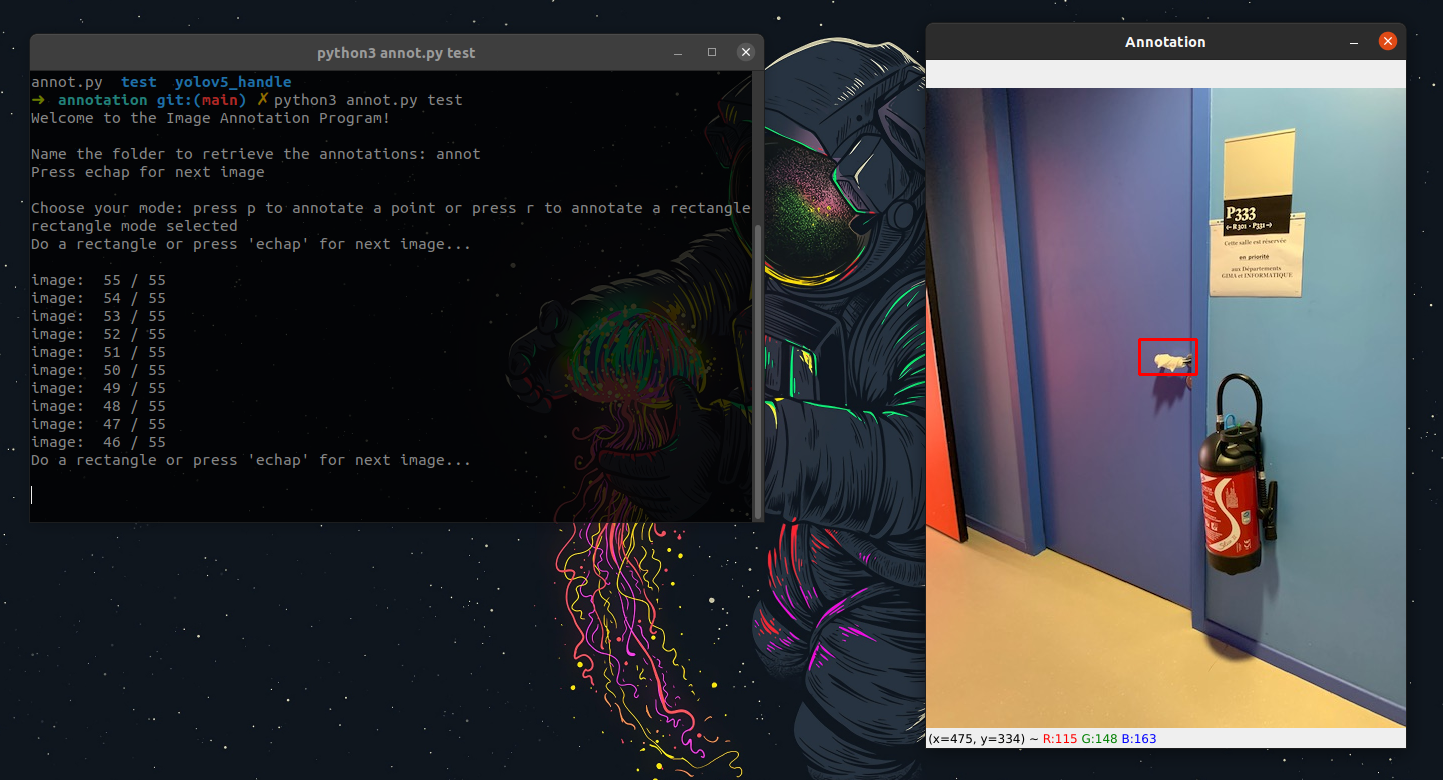 python3 annot.py test
annot.py  test  yolov5_handle
➜  annotation git:(main) ✗ python3 annot.py test
Welcome to the Image Annotation Program!
Name the folder to retrieve the annotations: annot
Press echap for next image
Choose your mode: press p to annotate a point or press r to annotate a rectangle
rectangle mode selected
Do a rectangle or press 'echap' for next image...
image:  55 / 55
image:  54 / 55
image:  53 / 55
image:  52 / 55
image:  51 / 55
image:  50 / 55
image:  49 / 55
image:  48 / 55
image:  47 / 55
image:  46 / 55
Do a rectangle or press 'echap' for next image...
Annotation
P333
<- R 301 - P331 ->
Cette salle est réservée
en priorité
aux Départements
GIMA et INFORMATIQUE
(x=475, y=334) ~ R:115 G:148 B:163